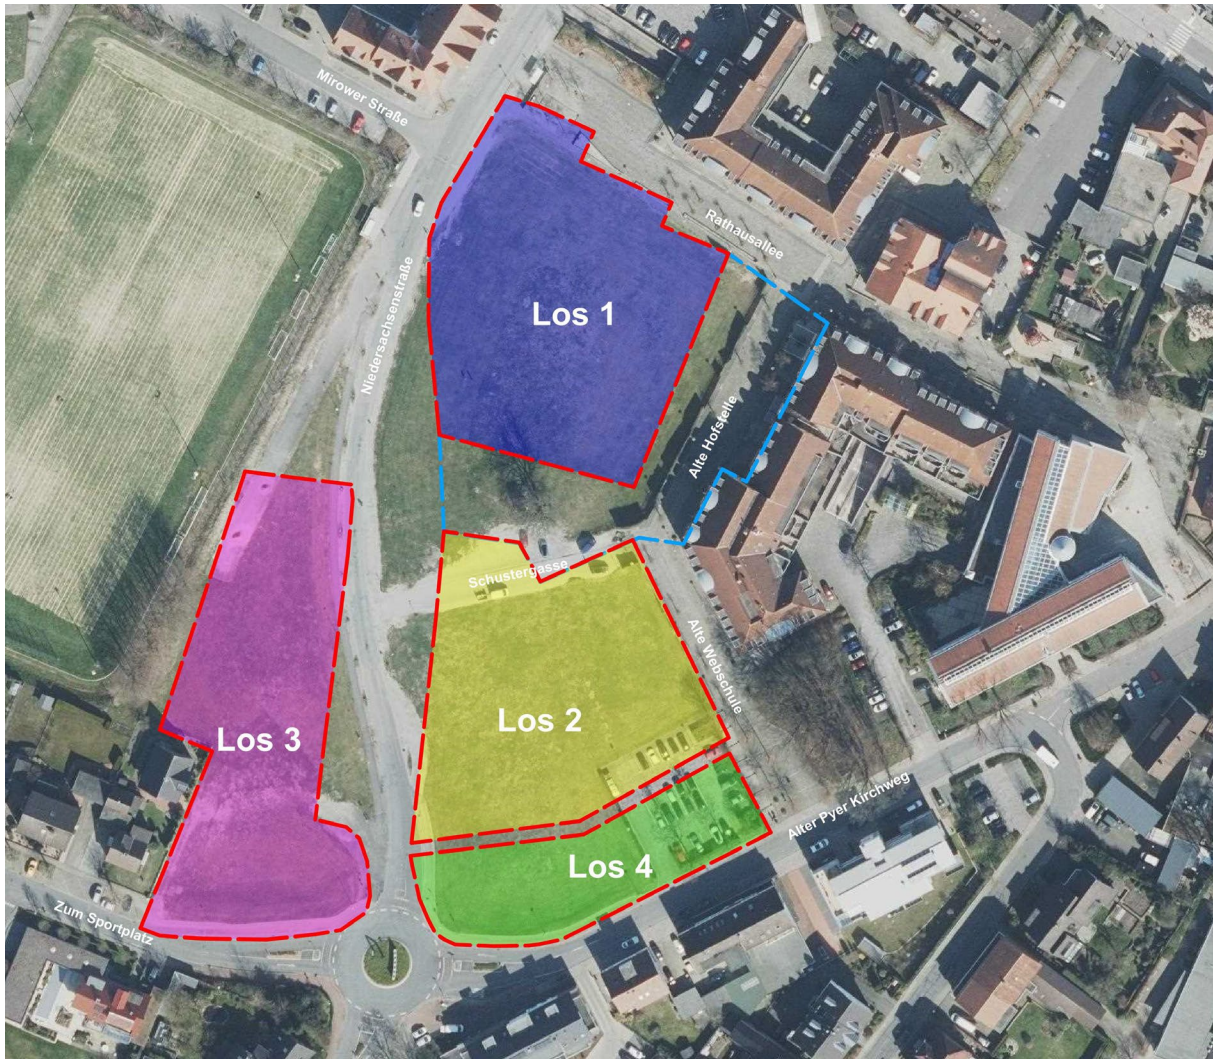 Mirower Straße
Rathausallee
Niedersachsenstraße
Los 1
Alte Hofstelle
Schustergasse
Alte Webschule
Los 2
Los 3
Alter Pyer Kirchweg
Los 4
Zum Sportplatz